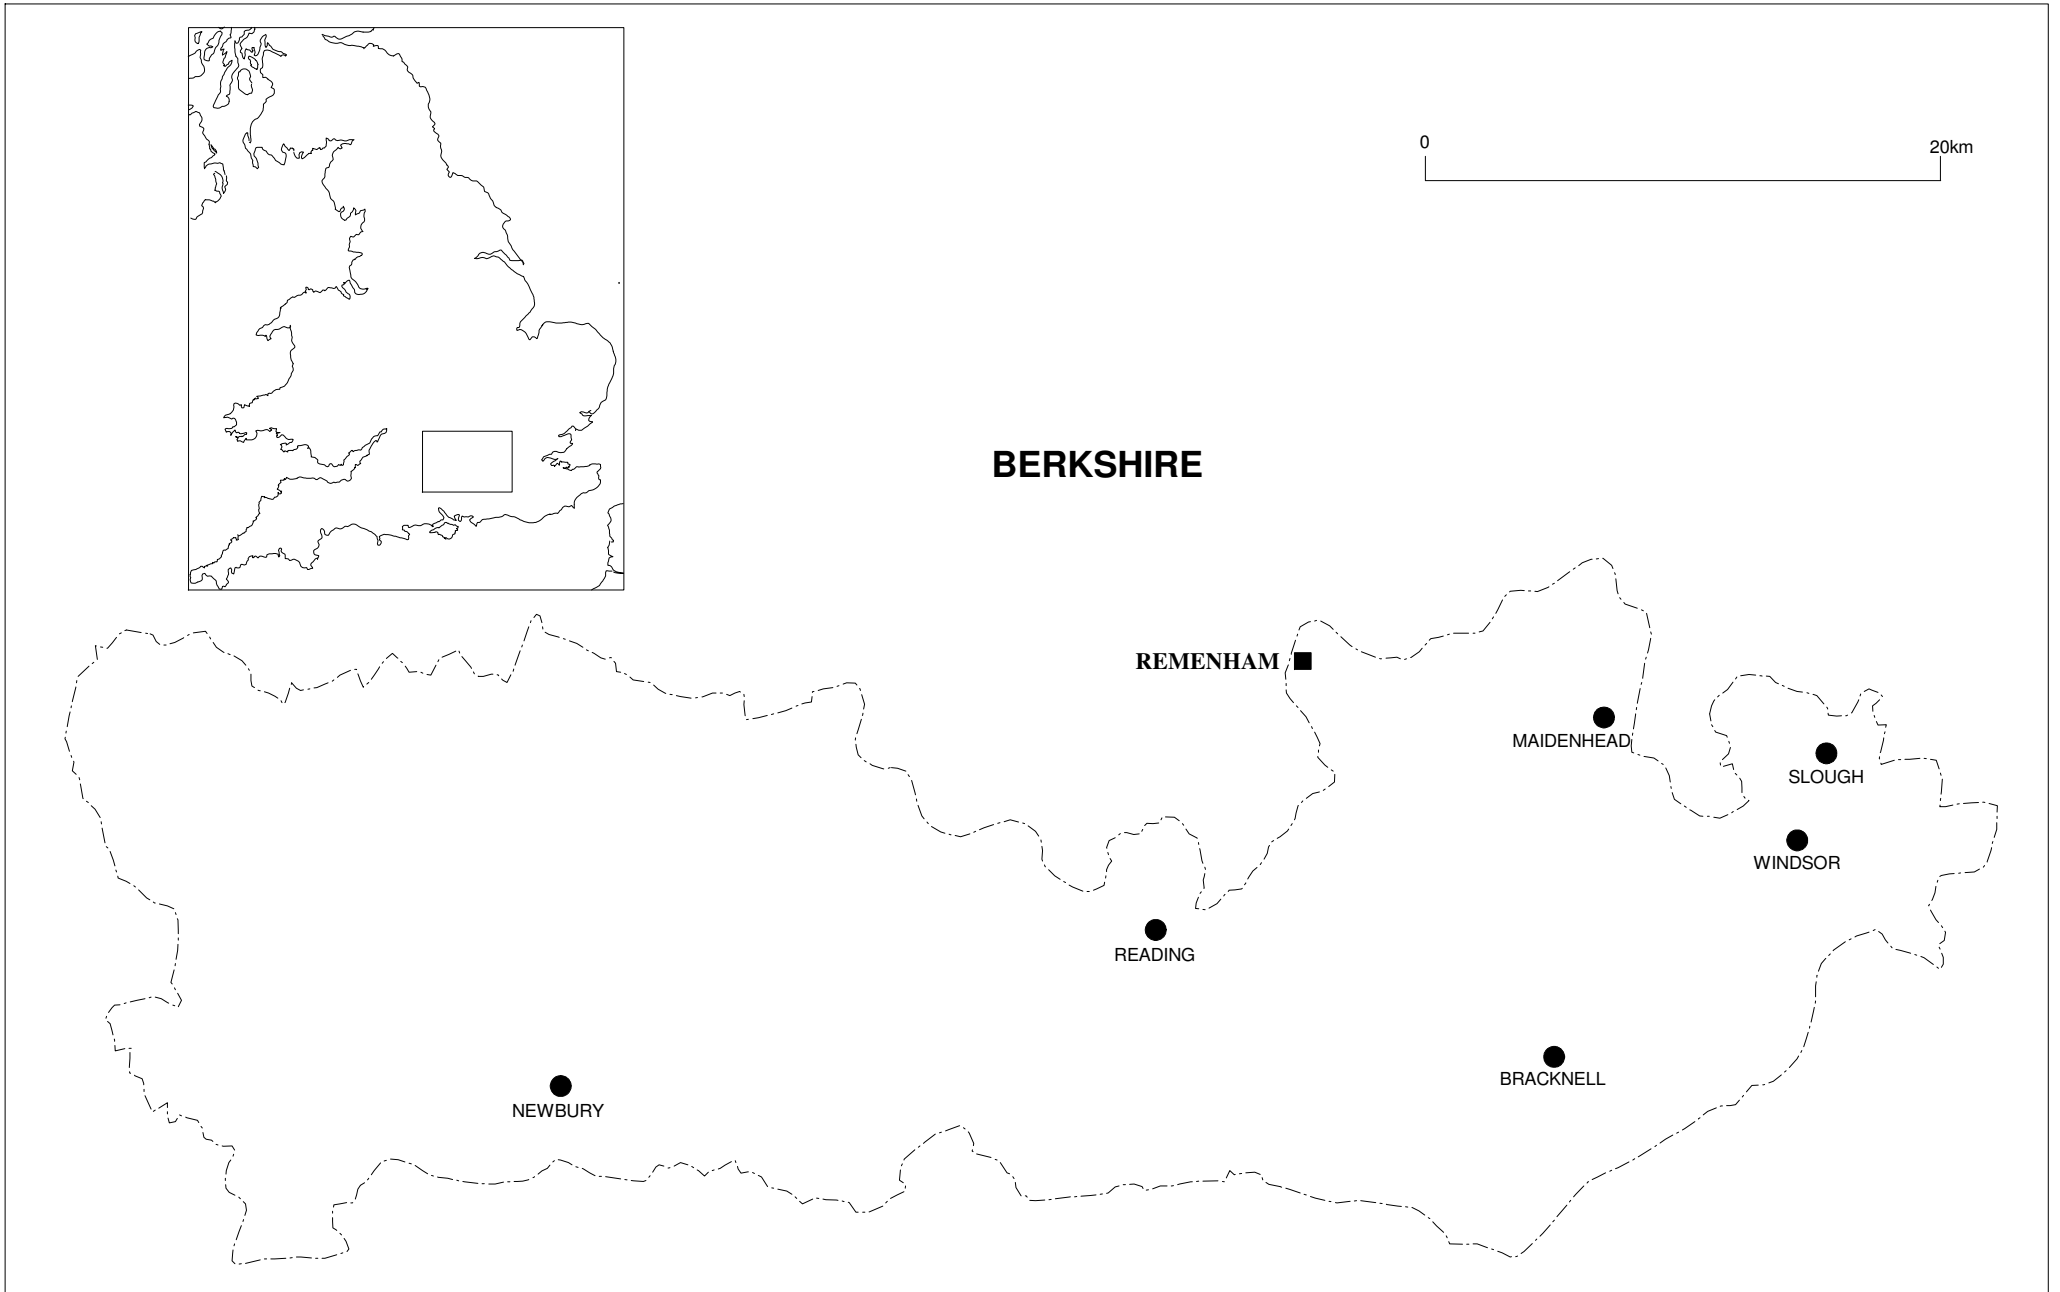 0
20km
BERKSHIRE
REMENHAM
MAIDENHEAD
SLOUGH
WINDSOR
READING
BRACKNELL
NEWBURY